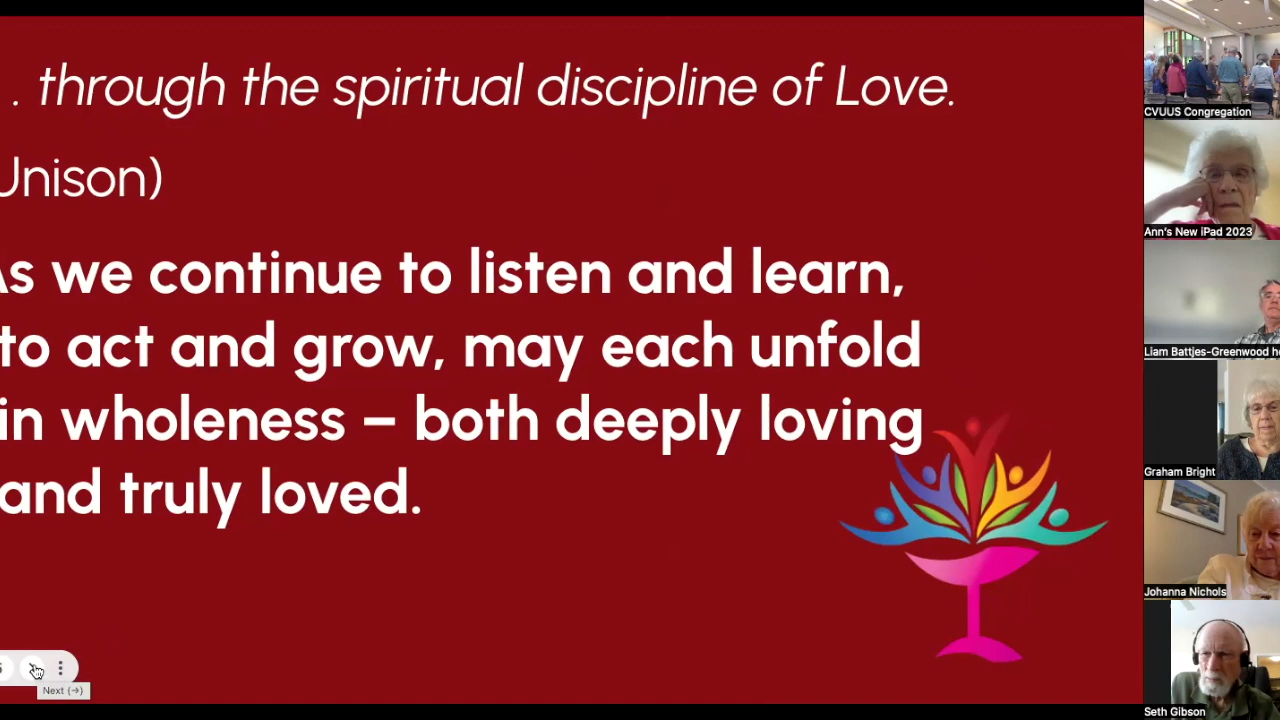 . through the spiritual discipline of Love.
Unison)
As we continue to listen and learn,
to act and grow, may each unfold
in wholeness – both deeply loving
and truly loved.
Next (→)
CVUUS Congregation
Ann's New iPad 2023
Liam Battjes-Greenwood he
Graham Bright
Johanna Nichols
Seth Gibson